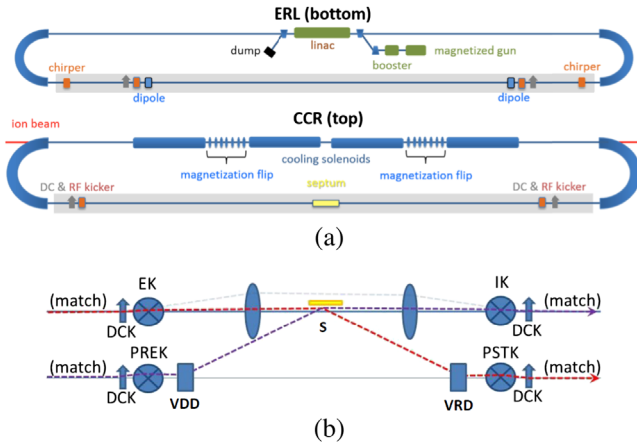 ERL (bottom)
linac
dump
magnetized gun
booster
chirper
chirper
dipole
dipole
CCR (top)
ion beam
cooling solenoids
magnetization flip
magnetization flip
septum
DC & RF kicker
DC & RF kicker
(a)
EK
IK
(match)
(match)
S
DCK
DCK
PREK
PSTK
(match)
(match)
DCK
VDD
VRD
DCK
(b)